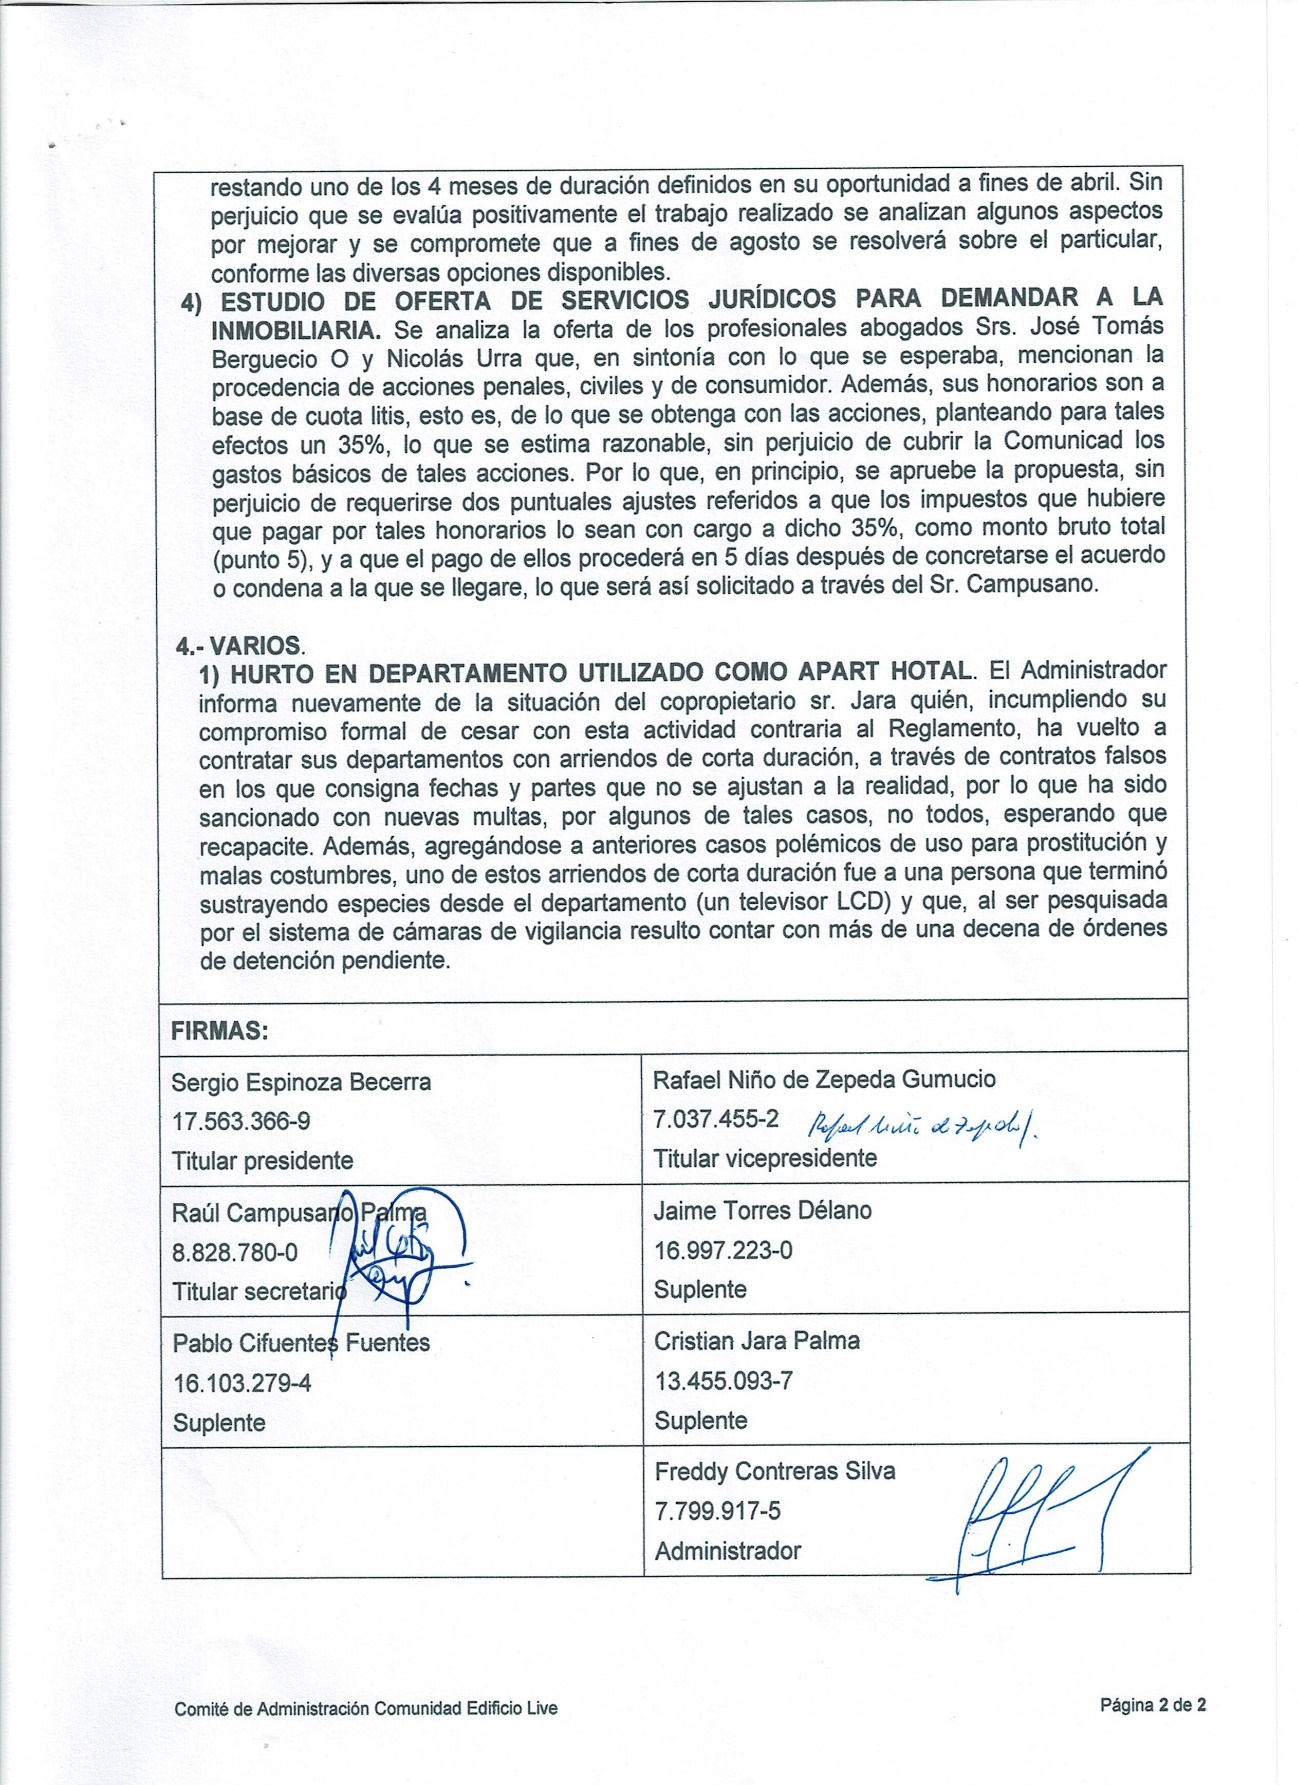 restando uno de los 4 meses de duración definidos en su oportunidad a fines de abril. Sin
perjuicio que se evalúa positivamente el trabajo realizado se analizan algunos aspectos
por mejorar y se compromete que a fines de agosto se resolverá sobre el particular,
conforme las diversas opciones disponibles.
4) ESTUDIO DE OFERTA DE SERVICIOS JURÍDICOS PARA DEMANDAR A LA
INMOBILIARIA. Se analiza la oferta de los profesionales abogados Srs. José Tomás
Berguecio O y Nicolás Urra que, en sintonía con lo que se esperaba, mencionan la
procedencia de acciones penales, civiles y de consumidor. Además, sus honorarios son a
base de cuota litis, esto es, de lo que se obtenga con las acciones, planteando para tales
efectos un 35%, lo que se estima razonable, sin perjuicio de cubrir la Comunicad los
gastos básicos de tales acciones. Por lo que, en principio, se apruebe la propuesta, sin
perjuicio de requerirse dos puntuales ajustes referidos a que los impuestos que hubiere
que pagar por tales honorarios lo sean con cargo a dicho 35%, como monto bruto total
(punto 5), y a que el pago de ellos procederá en 5 días después de concretarse el acuerdo
o condena a la que se llegare, lo que será así solicitado a través del Sr. Campusano.
4.- VARIOS.
1) HURTO EN DEPARTAMENTO UTILIZADO COMO APART HOTAL. El Administrador
informa nuevamente de la situación del copropietario sr. Jara quién, incumpliendo su
compromiso formal de cesar con esta actividad contraria al Reglamento, ha vuelto a
contratar sus departamentos con arriendos de corta duración, a través de contratos falsos
en los que consigna fechas y partes que no se ajustan a la realidad, por lo que ha sido
sancionado con nuevas multas, por algunos de tales casos, no todos, esperando que
recapacite. Además, agregándose a anteriores casos polémicos de uso para prostitución y
malas costumbres, uno de estos arriendos de corta duración fue a una persona que terminó
sustrayendo especies desde el departamento (un televisor LCD) y que, al ser pesquisada
por el sistema de cámaras de vigilancia resulto contar con más de una decena de órdenes
de detención pendiente.
FIRMAS:
Sergio Espinoza Becerra
17.563.366-9
Titular presidente
Rafael Niño de Zepeda Gumucio
7.037.455-2 Rafael Niño de Zepeda
Titular vicepresidente
Raúl Campusano Palma
8.828.780-0
Titular secretario
Jaime Torres Délano
16.997.223-0
Suplente
Pablo Cifuentes Fuentes
16.103.279-4
Suplente
Cristian Jara Palma
13.455.093-7
Suplente
Freddy Contreras Silva
7.799.917-5
Administrador
Comité de Administración Comunidad Edificio Live
Página 2 de 2